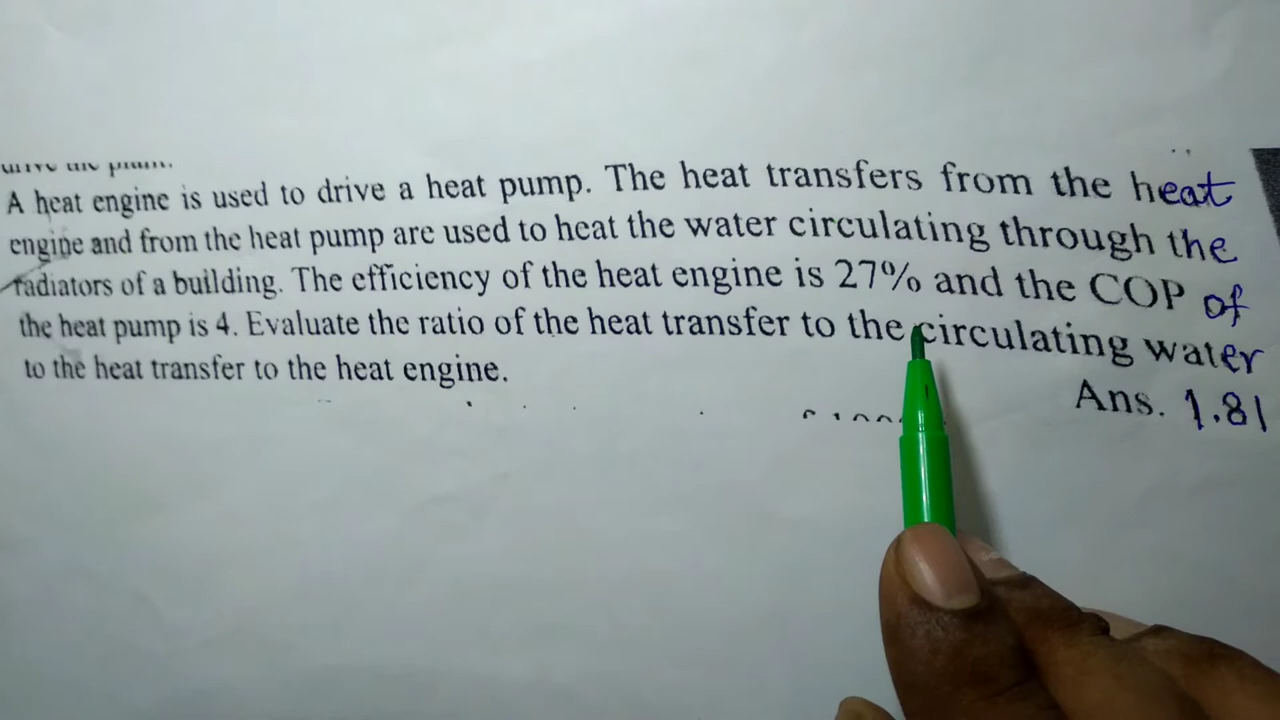 A heat engine is used to drive a heat pump. The heat transfers from the heat
engine and from the heat pump are used to heat the water circulating through the
radiators of a building. The efficiency of the heat engine is 27% and the COP of
the heat pump is 4. Evaluate the ratio of the heat transfer to the circulating water
to the heat transfer to the heat engine.
Ans. 1.81